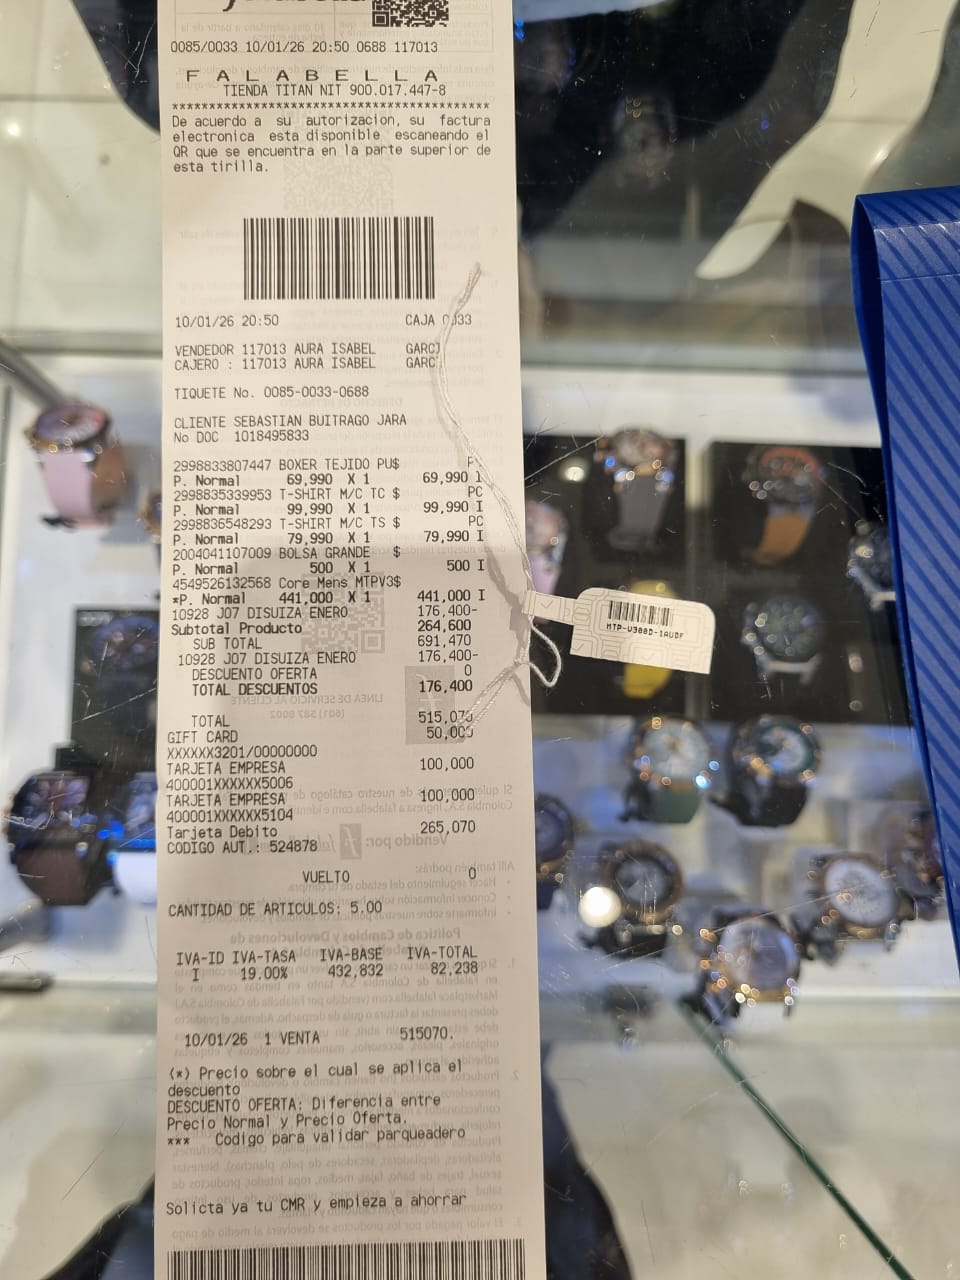 0085/0033 10/01/26 20:50 0688 117013
F A L A B E L L A
TIENDA TITAN NIT 900.017.447-8
****************************************
De acuerdo a su autorizacion, su factura
electronica esta disponible escaneando el
QR que se encuentra en la parte superior de
esta tirilla.
10/01/26 20:50 CAJA 0033
VENDEDOR 117013 AURA ISABEL GARC
CAJERO : 117013 AURA ISABEL GARC
TIQUETE No. 0085-0033-0688
CLIENTE SEBASTIAN BUITRAGO JARA
No DOC 1018495833
2998833807447 BOXER TEJIDO PU$
P. Normal 69,990 X 1 69,990 I
2998835339953 T-SHIRT M/C TC $ PC
P. Normal 99,990 X 1 99,990 I
2998836548293 T-SHIRT M/C TS $ PC
P. Normal 79,990 X 1 79,990 I
2004041107009 BOLSA GRANDE $
P. Normal 500 X 1 500 I
4549526132568 Core Mens MTPV3$
*P. Normal 441,000 X 1 441,000 I
10928 J07 DISUIZA ENERO 176,400-
Subtotal Producto 264,600
SUB TOTAL 691,470
10928 J07 DISUIZA ENERO 176,400-
DESCUENTO OFERTA 0
TOTAL DESCUENTOS 176,400
TOTAL 515,070
GIFT CARD 50,000
XXXXXX3201/00000000
TARJETA EMPRESA 100,000
400001XXXXXX5006
TARJETA EMPRESA 100,000
400001XXXXXX5104
Tarjeta Debito 265,070
CODIGO AUT.: 524878
VUELTO 0
CANTIDAD DE ARTICULOS: 5.00
IVA-ID IVA-TASA IVA-BASE IVA-TOTAL
I 19.00% 432,832 82,238
10/01/26 1 VENTA 515070.
(*) Precio sobre el cual se aplica el
descuento
DESCUENTO OFERTA: Diferencia entre
Precio Normal y Precio Oferta.
*** Codigo para validar parqueadero
Solicta ya tu CMR y empieza a ahorrar
MTP-V300D-1AUDF